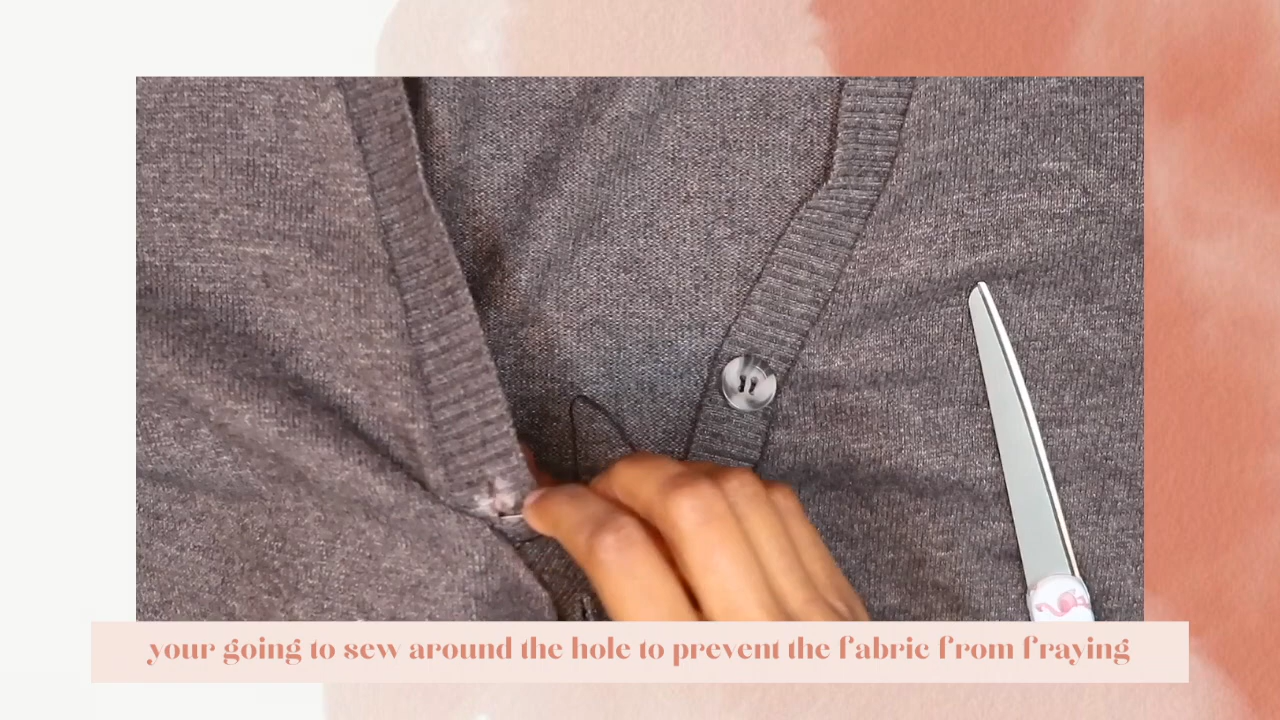 your going to sew around the hole to prevent the fabric from fraying